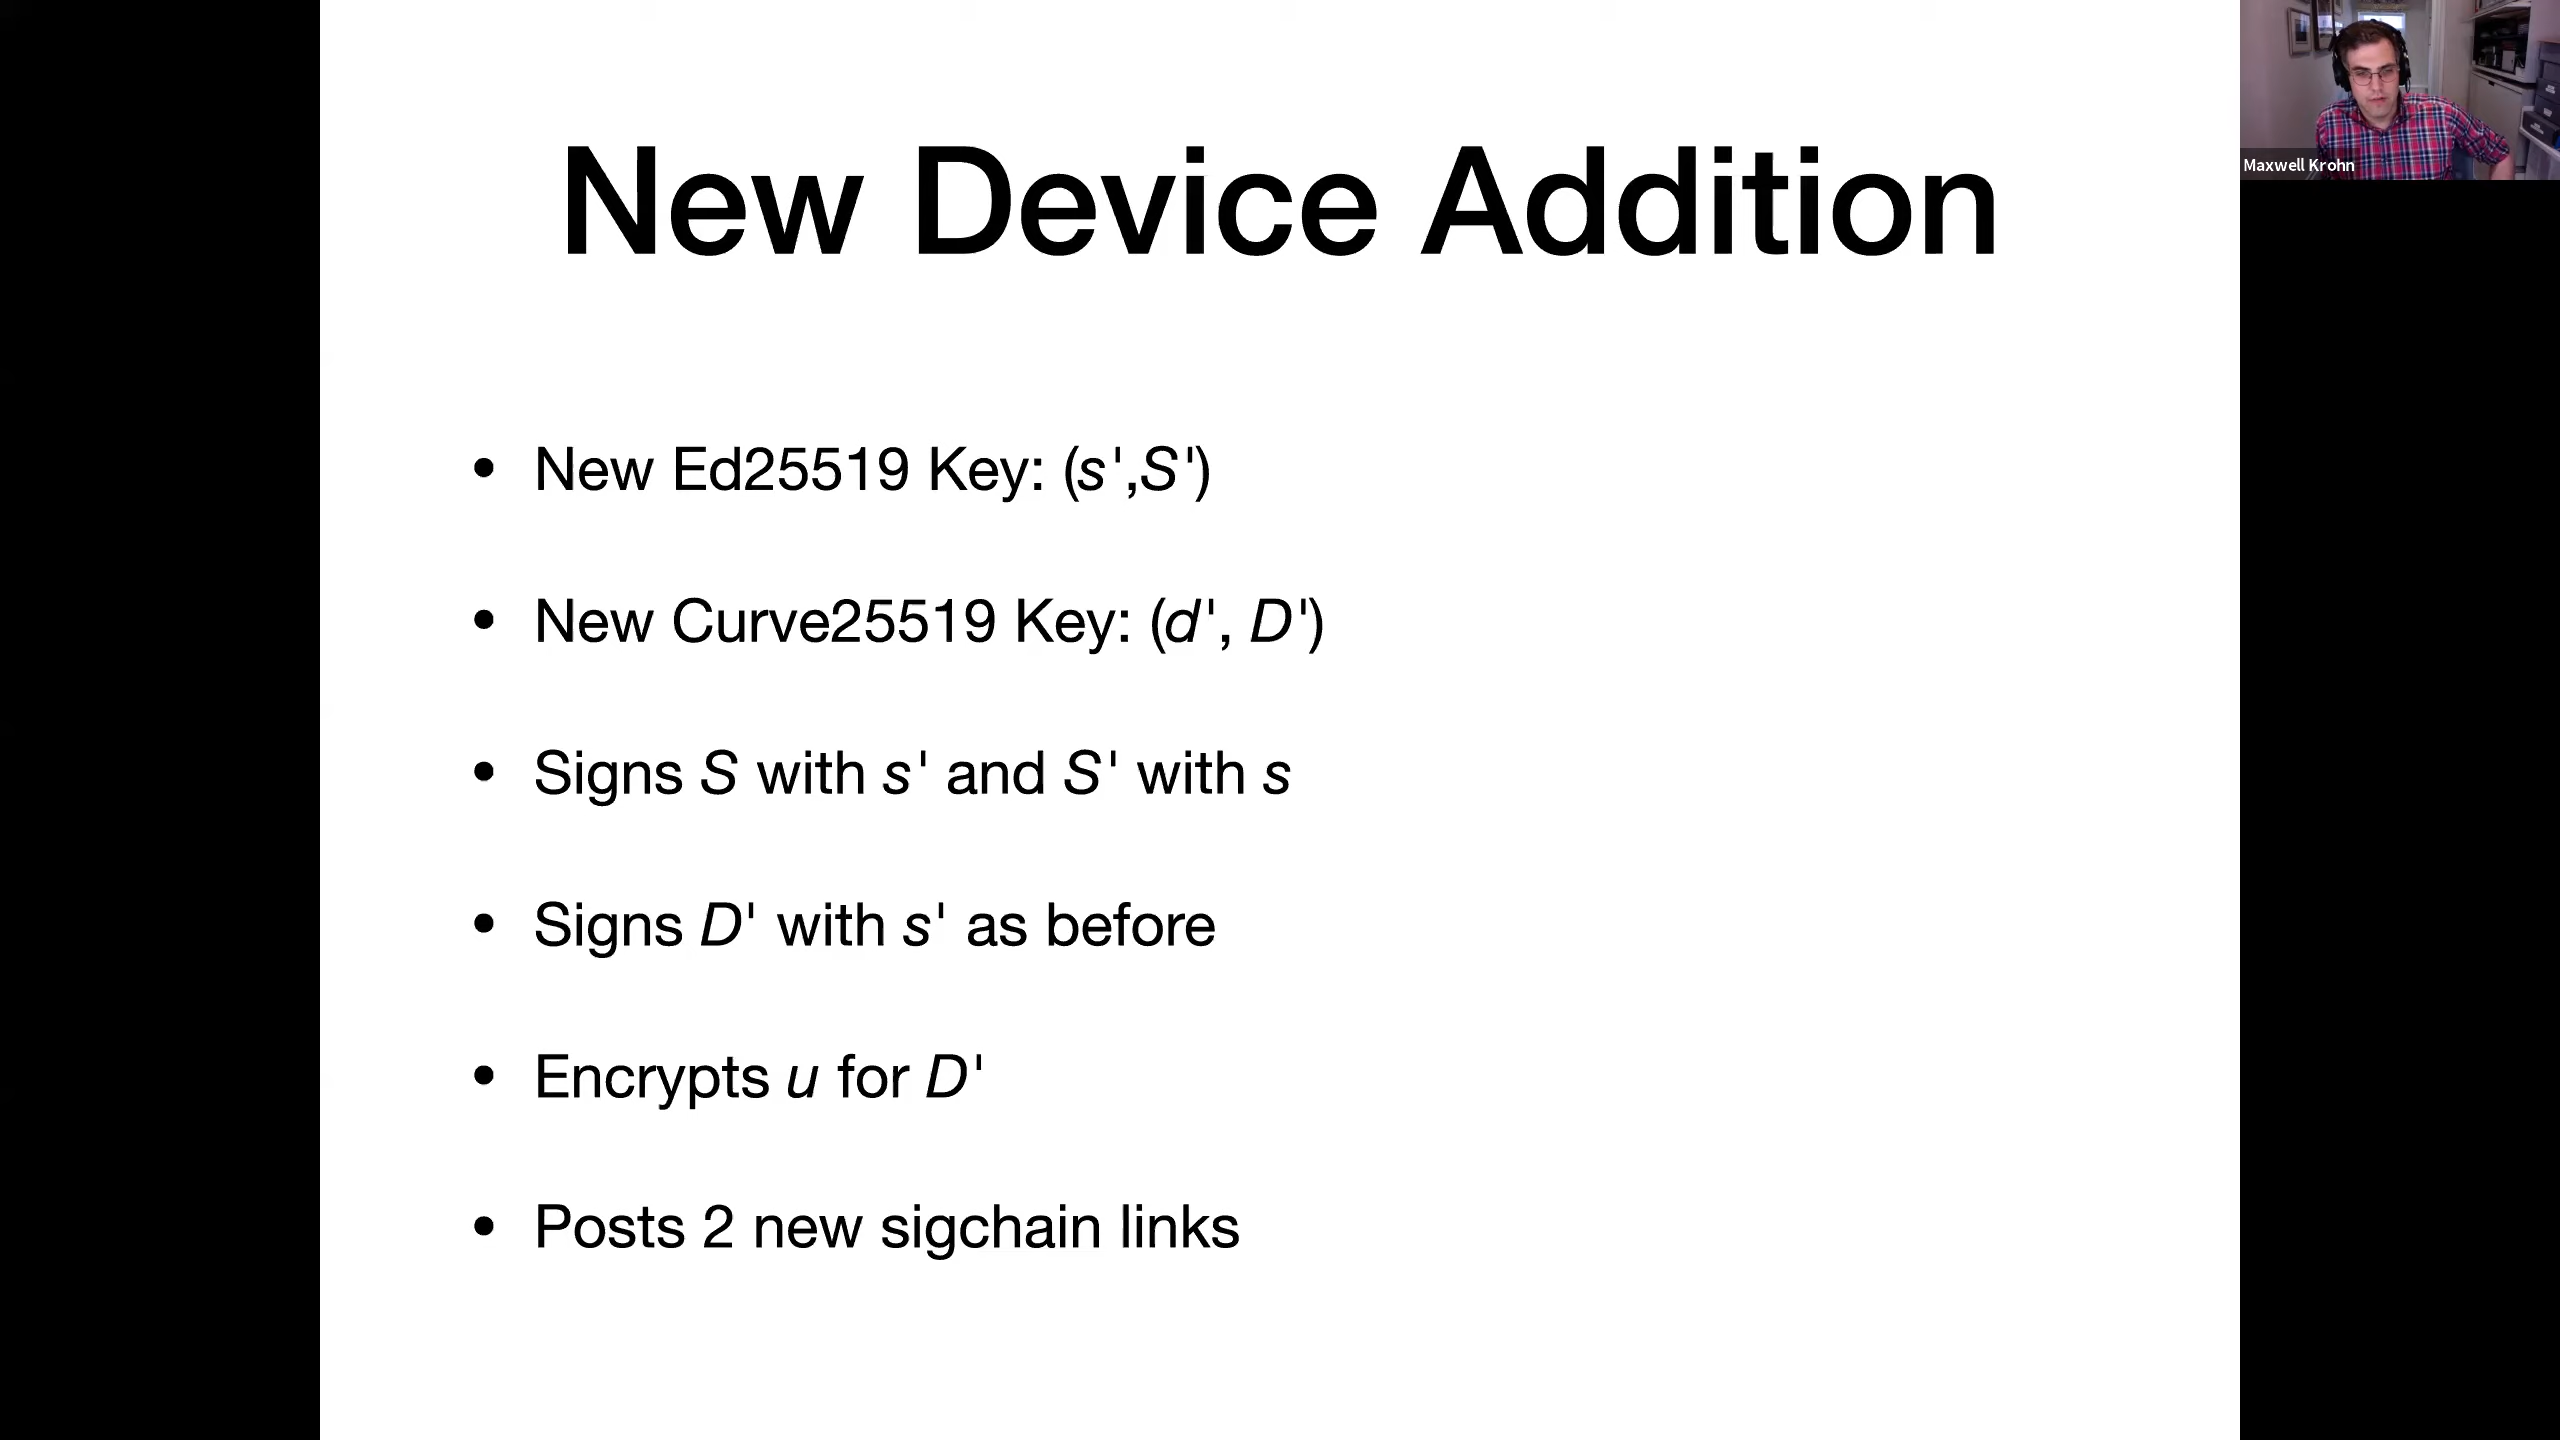 New Device Addition
Maxwell Krohn
• New Ed25519 Key: (s',S')
• New Curve25519 Key: (d', D')
• Signs S with s' and S' with s
• Signs D' with s' as before
• Encrypts u for D'
• Posts 2 new sigchain links